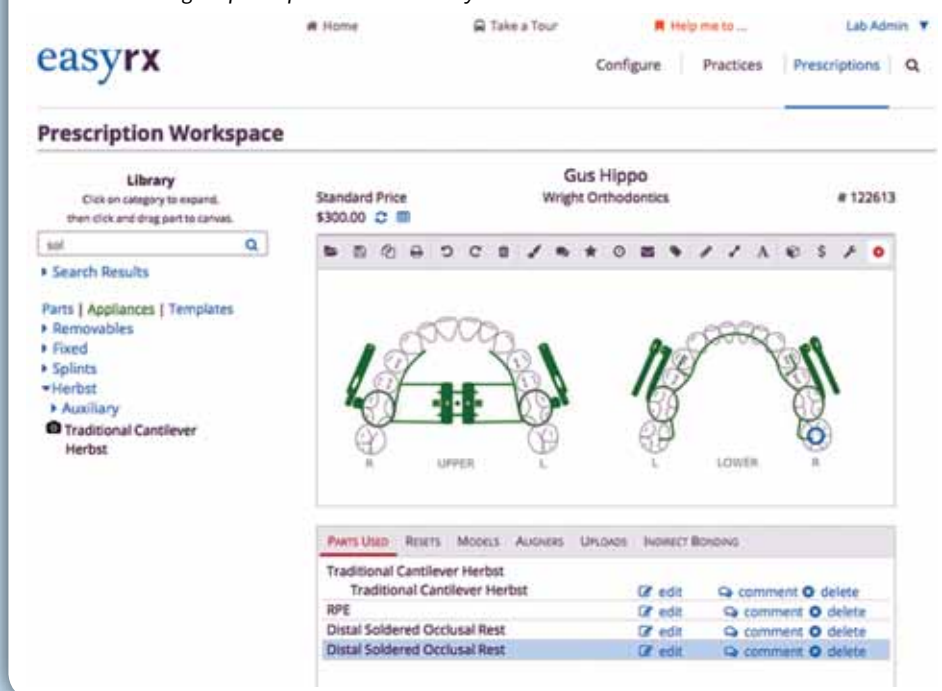 Home Take a Tour Help me to ... Lab Admin
easyrx
Configure Practices Prescriptions
Prescription Workspace
Library
Click on category to expand,
then click and drag part to canvas.
sol
Search Results
Parts | Appliances | Templates
Removables
Fixed
Splints
Herbst
Auxiliary
Traditional Cantilever
Herbst
Gus Hippo
Standard Price Wright Orthodontics # 122613
$300.00
A $
R UPPER L
L LOWER R
PARTS USED RESETS MODELS ALIGNERS UPLOADS INDIRECT BONDING
Traditional Cantilever Herbst
Traditional Cantilever Herbst edit comment delete
RPE edit comment delete
Distal Soldered Occlusal Rest edit comment delete
Distal Soldered Occlusal Rest edit comment delete